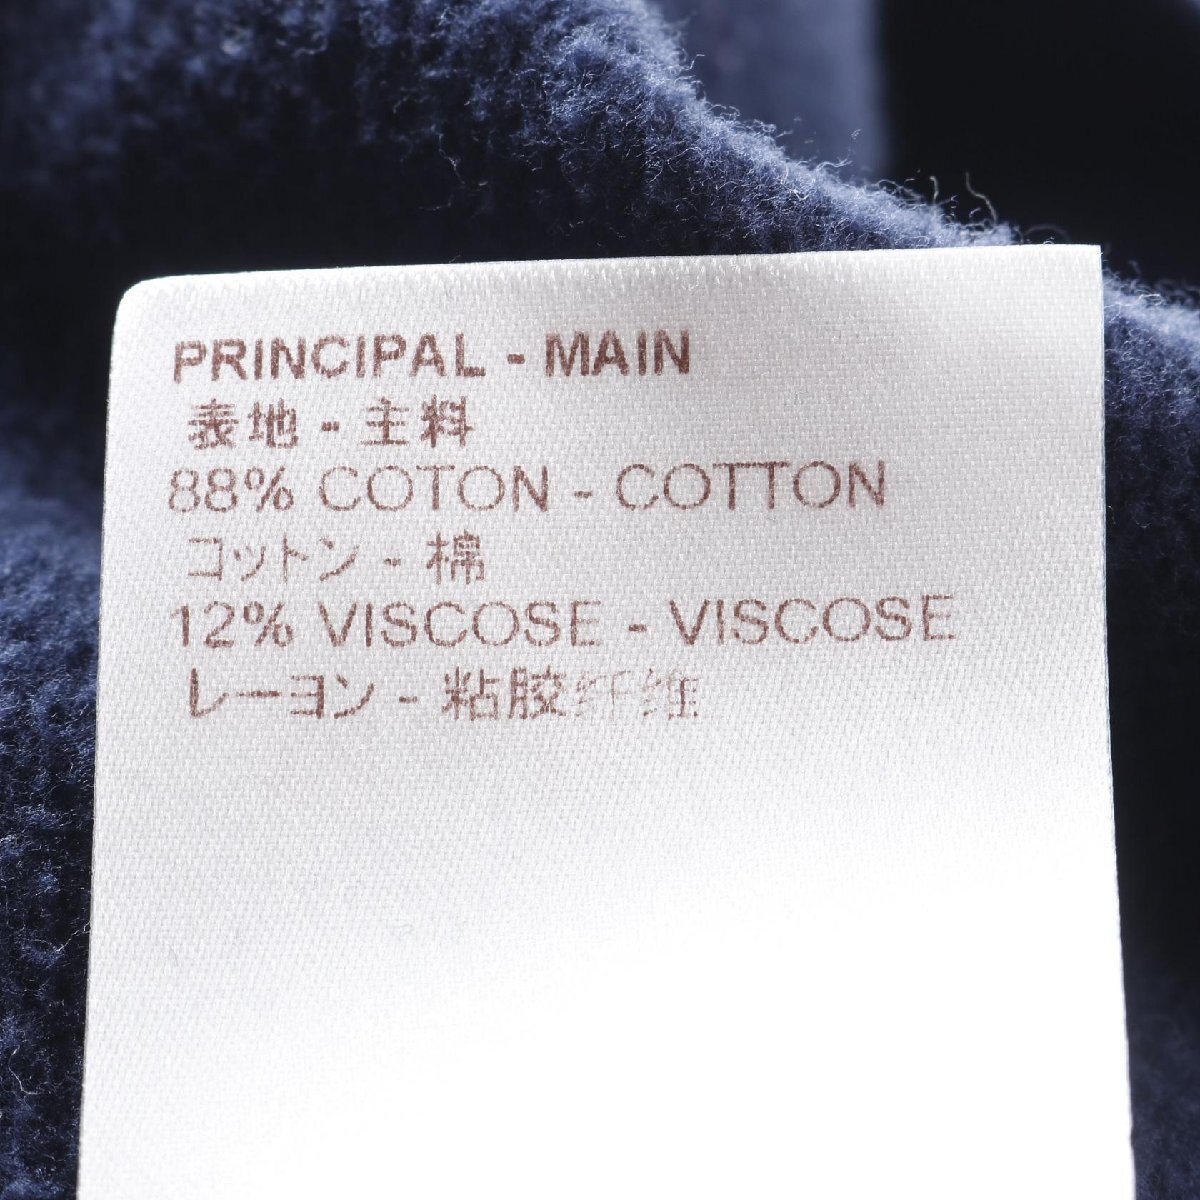 PRINCIPAL - MAIN
表地 - 主料
88% COTON - COTTON
コットン - 棉
12% VISCOSE - VISCOSE
レーヨン - 粘胶纤维